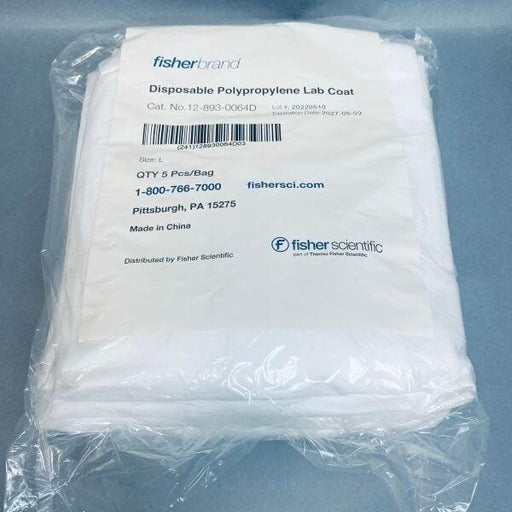 fisherbrand
Disposable Polypropylene Lab Coat
Cat. No.12-893-0064D
Lot #: 20220510
Expiration Date: 2027-05-09
(241)128930064D03
Size: L
QTY 5 Pcs/Bag
1-800-766-7000 fishersci.com
Pittsburgh, PA 15275
Made in China
f fisher scientific
part of Thermo Fisher Scientific
Distributed by Fisher Scientific